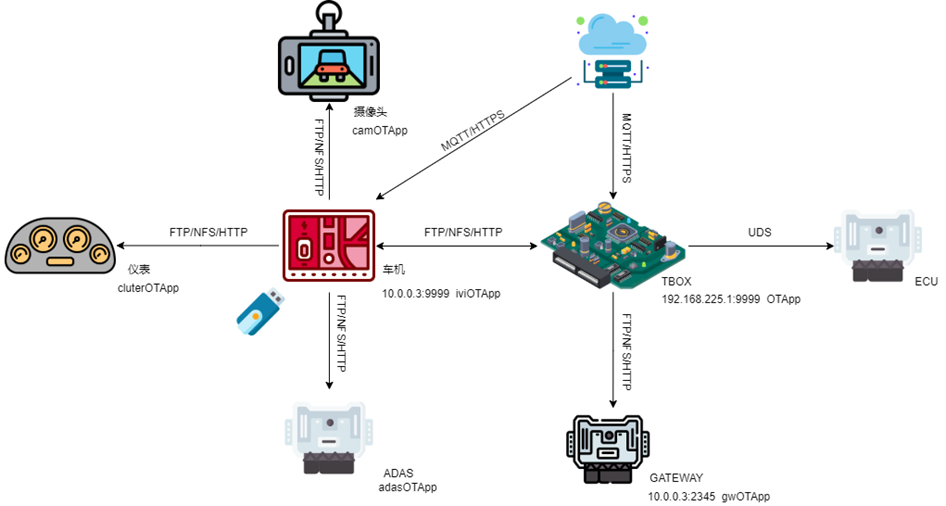 摄像头
camOTApp
FTP/NFS/HTTP
MQTT/HTTPS
MQTT/HTTPS
FTP/NFS/HTTP
仪表
cluterOTApp
车机
10.0.0.3:9999 iviOTApp
FTP/NFS/HTTP
TBOX
192.168.225.1:9999 OTApp
UDS
ECU
FTP/NFS/HTTP
FTP/NFS/HTTP
ADAS
adasOTApp
GATEWAY
10.0.0.3:2345 gwOTApp